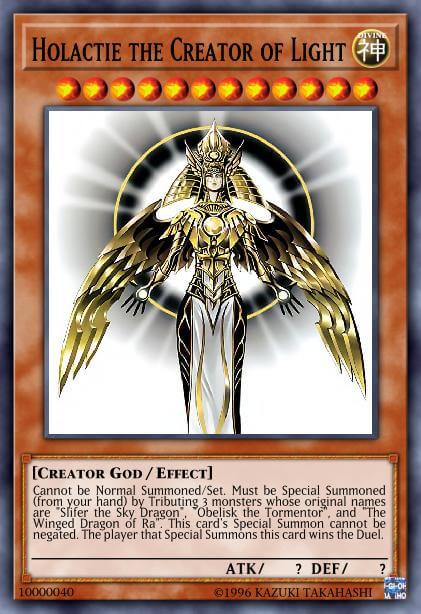 Holactie the Creator of Light
DIVINE
神
[Creator God / Effect]
Cannot be Normal Summoned/Set. Must be Special Summoned
(from your hand) by Tributing 3 monsters whose original names
are "Slifer the Sky Dragon", "Obelisk the Tormentor", and "The
Winged Dragon of Ra". This card's Special Summon cannot be
negated. The player that Special Summons this card wins the Duel.
ATK/ ? DEF/ ?
10000040
©1996 KAZUKI TAKAHASHI